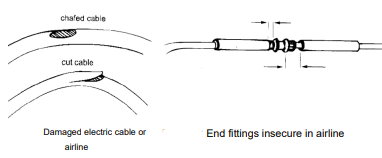 chafed cable
cut cable
Damaged electric cable or
airline
End fittings insecure in airline